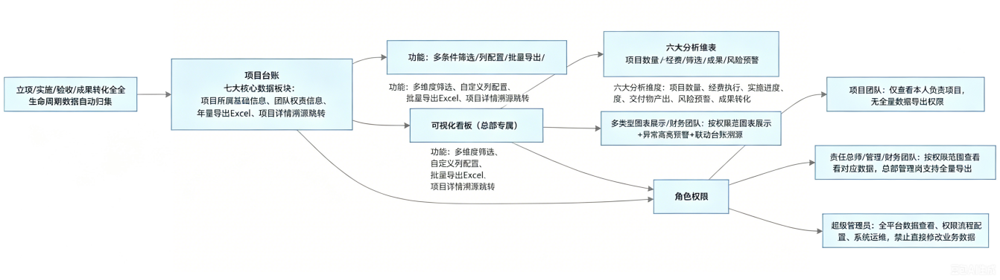 立项/实施/验收/成果转化全全
生命周期数据自动归集
项目台账
七大核心数据板块：
项目所属基础信息、团队权责信息、
年量导出Excel、项目详情溯源跳转
功能：多条件筛选/列配置/批量导出/
功能：多维度筛选、自定义列配置、
批量导出Excel、项目详情溯源跳转
可视化看板（总部专属）
功能：多维度筛选、
自定义列配置、
批量导出Excel、
项目详情溯源跳转
六大分析维表
项目数量/经费/筛选/成果/风险预警
六大分析维度：项目数量、经费执行、实施进度、
度、交付物产出、风险预警、成果转化
多类型图表展示/财务团队：按权限范图表展示
+异常高亮预警+联动台账溯源
角色权限
项目团队：仅查看本人负责项目，
无全量数据导出权限
责任总师/管理/财务团队：按权限范围查看
看对应数据，总部管理岗支持全量导出
超级管理员：全平台数据查看、权限流程配
置、系统运维，禁止直接修改业务数据